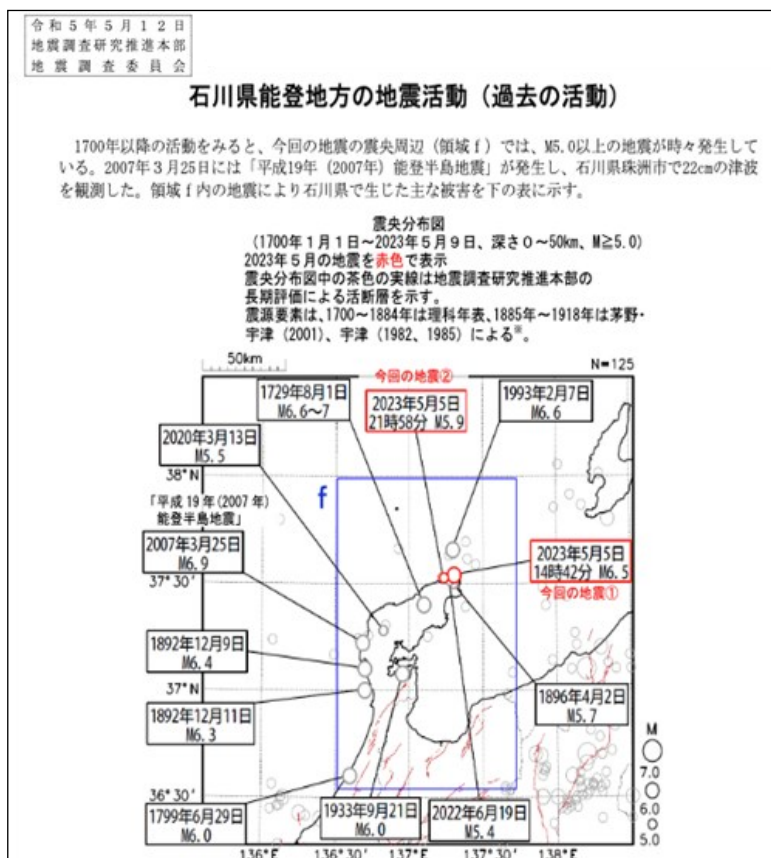 令和5年5月12日
地震調査研究推進本部
地震調査委員会
石川県能登地方の地震活動（過去の活動）
1700年以降の活動をみると、今回の地震の震央周辺（領域ｆ）では、M5.0以上の地震が時々発生して
いる。2007年３月25日には「平成19年（2007年）能登半島地震」が発生し、石川県珠洲市で22cmの津波
を観測した。領域ｆ内の地震により石川県で生じた主な被害を下の表に示す。
震央分布図
（1700年１月１日～2023年５月９日、深さ０～50km、M≧5.0）
2023年５月の地震を赤色で表示
震央分布図中の茶色の実線は地震調査研究推進本部の
長期評価による活断層を示す。
震源要素は、1700～1884年は理科年表、1885年～1918年は茅野・
宇津（2001）、宇津（1982、1985）による※。
50km
N=125
今回の地震②
1729年8月1日
M6.6～7
2023年5月5日
21時58分 M5.9
1993年2月7日
M6.6
2020年3月13日
M5.5
38°N
f
「平成19年(2007年)
能登半島地震」
2007年3月25日
M6.9
2023年5月5日
14時42分 M6.5
今回の地震①
37°30'
1892年12月9日
M6.4
37°N
1892年12月11日
M6.3
1896年4月2日
M5.7
M
7.0
6.0
5.0
36°30'
1799年6月29日
M6.0
1933年9月21日
M6.0
2022年6月19日
M5.4
136°E
136°30'
137°E
137°30'
138°E